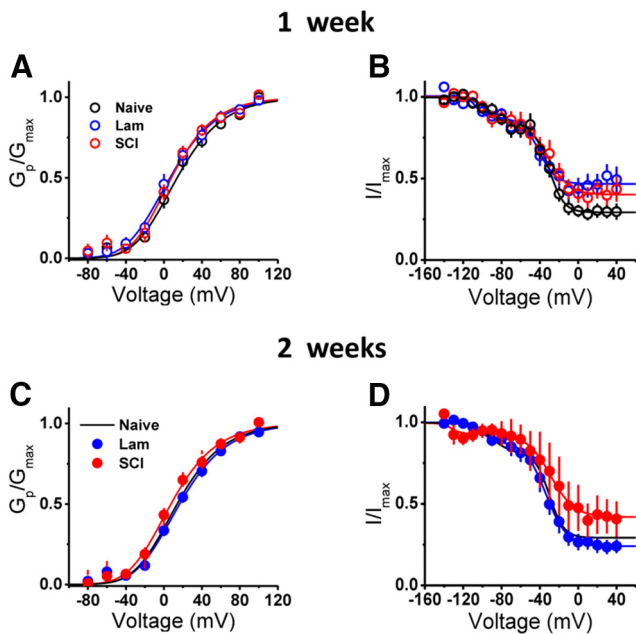 1 week
A
Gp/Gmax
1.0
0.5
0.0
Naive
Lam
SCI
-80 -40 0 40 80 120
Voltage (mV)
B
I/Imax
1.0
0.5
0.0
-160 -120 -80 -40 0 40
Voltage (mV)
2 weeks
C
Gp/Gmax
1.0
0.5
0.0
Naive
Lam
SCI
-80 -40 0 40 80 120
Voltage (mV)
D
I/Imax
1.0
0.5
0.0
-160 -120 -80 -40 0 40
Voltage (mV)